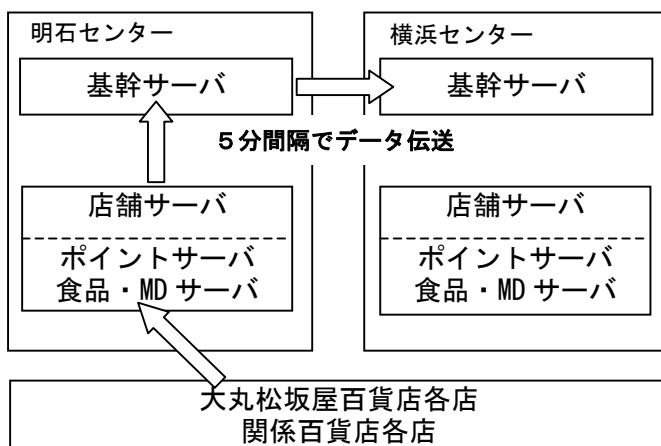 明石センター
基幹サーバ
横浜センター
基幹サーバ
５分間隔でデータ伝送
店舗サーバ
ポイントサーバ
食品・MDサーバ
店舗サーバ
ポイントサーバ
食品・MDサーバ
大丸松坂屋百貨店各店
関係百貨店各店